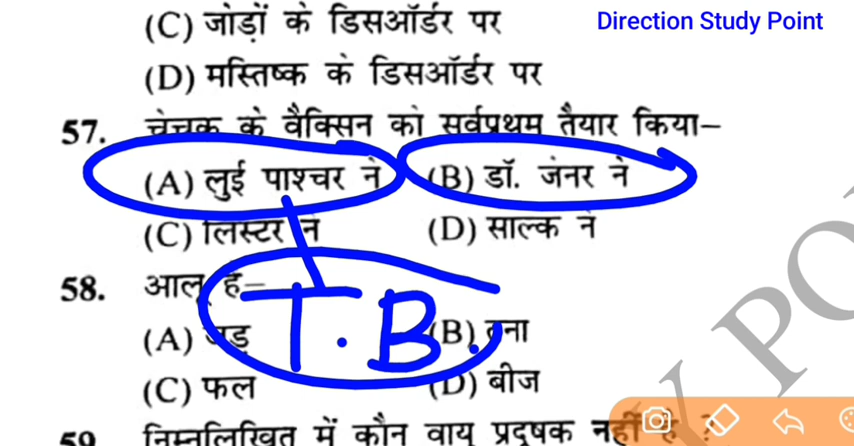 (C) जोड़ों के डिसऑर्डर पर
Direction Study Point
(D) मस्तिष्क के डिसऑर्डर पर
57. चेचक के वैक्सिन को सर्वप्रथम तैयार किया–
(A) लुई पाश्चर ने (B) डॉ. जेनर ने
(C) लिस्टर ने (D) साल्क ने
58. आलू है–
T.B.
(A) जड़ (B) तना
(C) फल (D) बीज
59. निम्नलिखित में कौन वायु प्रदूषक नहीं है ?